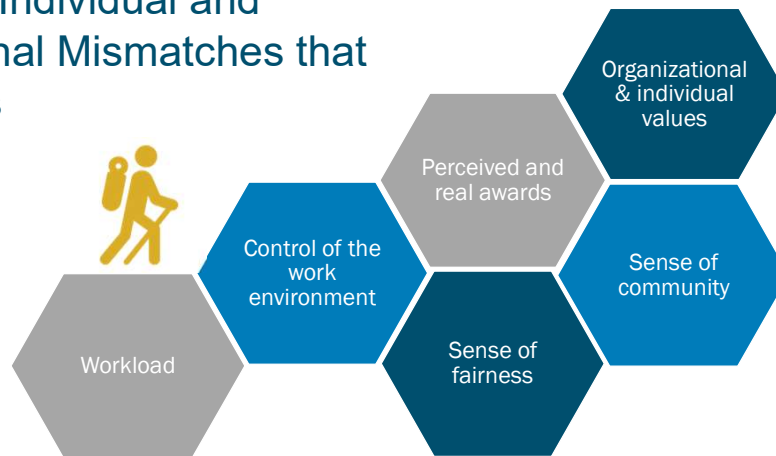 Individual and
nal Mismatches that
Organizational
& individual
values
Perceived and
real awards
Control of the
work
environment
Sense of
community
Sense of
fairness
Workload